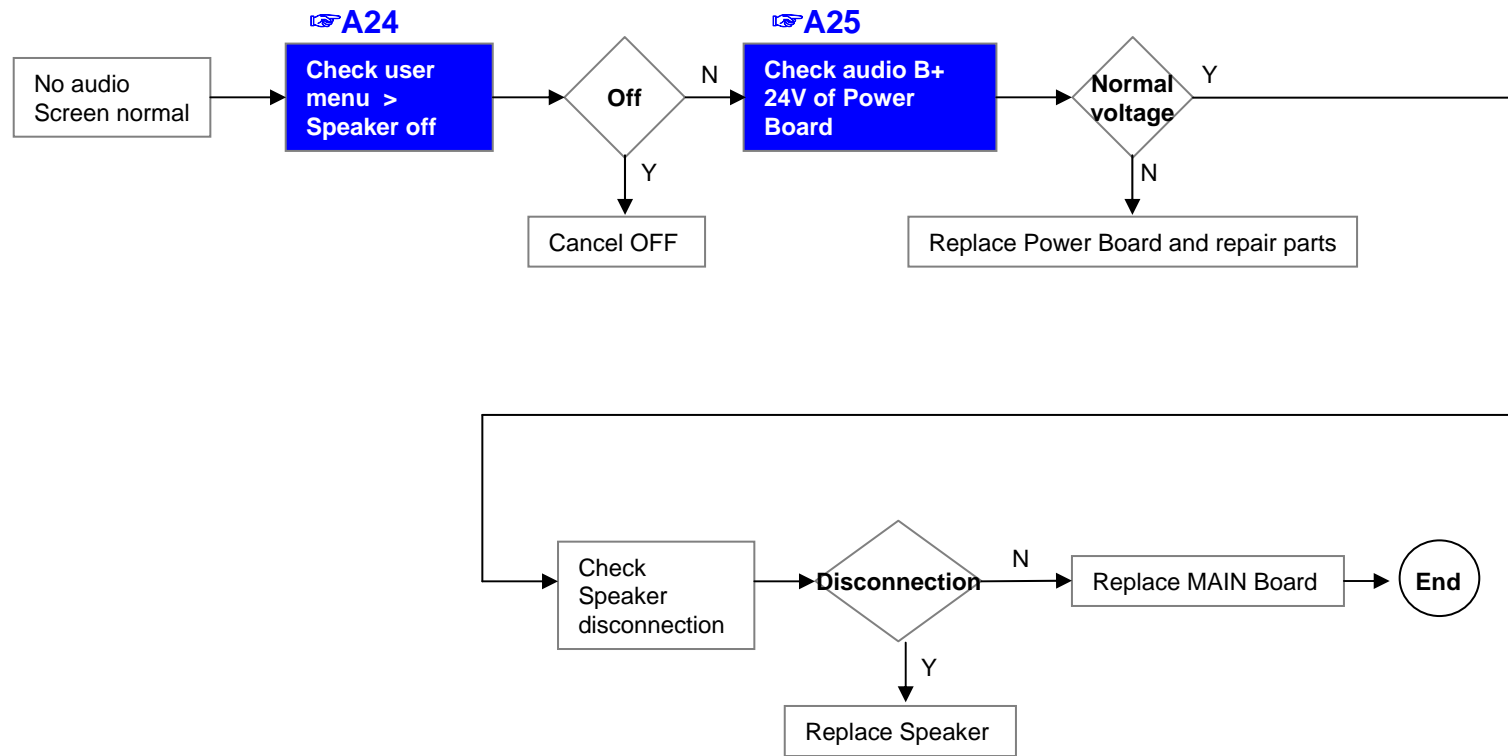 ☞A24
☞A25
No audio
Screen normal
Check user
menu > 
Speaker off
Off
N
Y
Cancel OFF
Check audio B+
24V of Power
Board
Normal
voltage
Y
N
Replace Power Board and repair parts
Check
Speaker
disconnection
Disconnection
N
Y
Replace Speaker
Replace MAIN Board
End